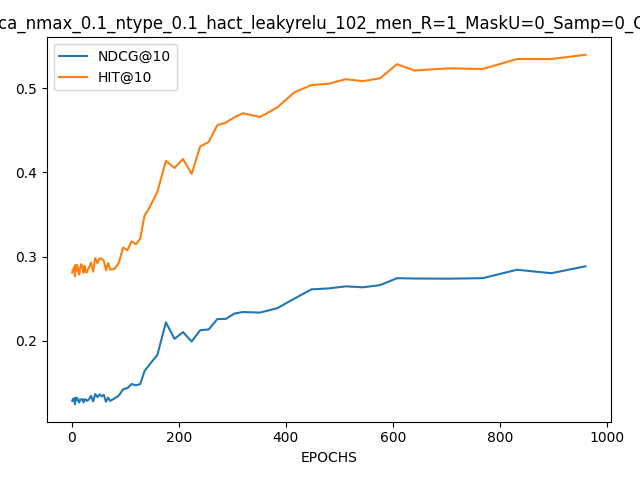 ca_nmax_0.1_ntype_0.1_hact_leakyrelu_102_men_R=1_MaskU=0_Samp=0_
NDCG@10
HIT@10
0.5
0.4
0.3
0.2
0 200 400 600 800 1000
EPOCHS